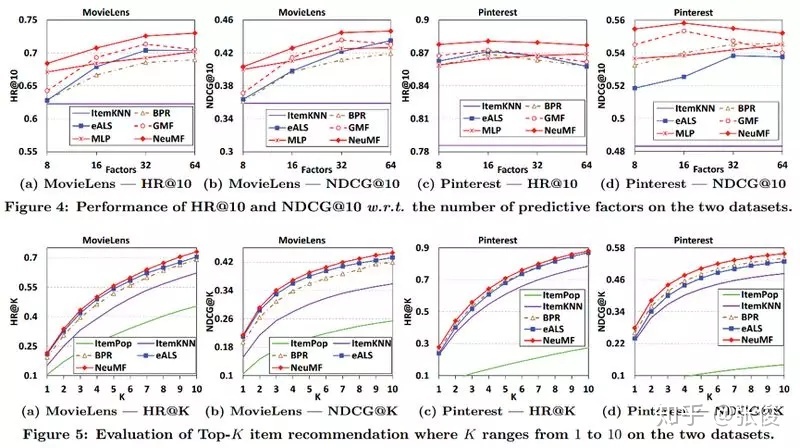 MovieLens
0.75
0.7
0.65
0.6
0.55
HR@10
ItemKNN BPR
eALS GMF
MLP NeuMF
8 16 32 64
Factors
(a) MovieLens — HR@10
MovieLens
0.46
0.42
0.38
0.34
0.3
NDCG@10
ItemKNN BPR
eALS GMF
MLP NeuMF
8 16 32 64
Factors
(b) MovieLens — NDCG@10
Pinterest
0.9
0.87
0.84
0.81
0.78
HR@10
ItemKNN BPR
eALS GMF
MLP NeuMF
8 16 32 64
Factors
(c) Pinterest — HR@10
Pinterest
0.56
0.54
0.52
0.5
0.48
NDCG@10
ItemKNN BPR
eALS GMF
MLP NeuMF
8 16 32 64
Factors
(d) Pinterest — NDCG@10
Figure 4: Performance of HR@10 and NDCG@10 w.r.t. the number of predictive factors on the two datasets.
MovieLens
0.7
0.55
0.4
0.25
0.1
HR@K
ItemPop ItemKNN
BPR eALS
NeuMF
1 2 3 4 5 6 7 8 9 10
K
(a) MovieLens — HR@K
MovieLens
0.42
0.34
0.26
0.18
0.1
NDCG@K
ItemPop ItemKNN
BPR eALS
NeuMF
1 2 3 4 5 6 7 8 9 10
K
(b) MovieLens — NDCG@K
Pinterest
0.9
0.7
0.5
0.3
0.1
HR@K
ItemPop
ItemKNN
BPR
eALS
NeuMF
1 2 3 4 5 6 7 8 9 10
K
(c) Pinterest — HR@K
Pinterest
0.58
0.46
0.34
0.22
0.1
NDCG@K
ItemPop
ItemKNN
BPR
eALS
NeuMF
1 2 3 4 5 6 7 8 9 10
K
(d) Pinterest — NDCG@K
知乎 @张俊
Figure 5: Evaluation of Top-K item recommendation where K ranges from 1 to 10 on the two datasets.